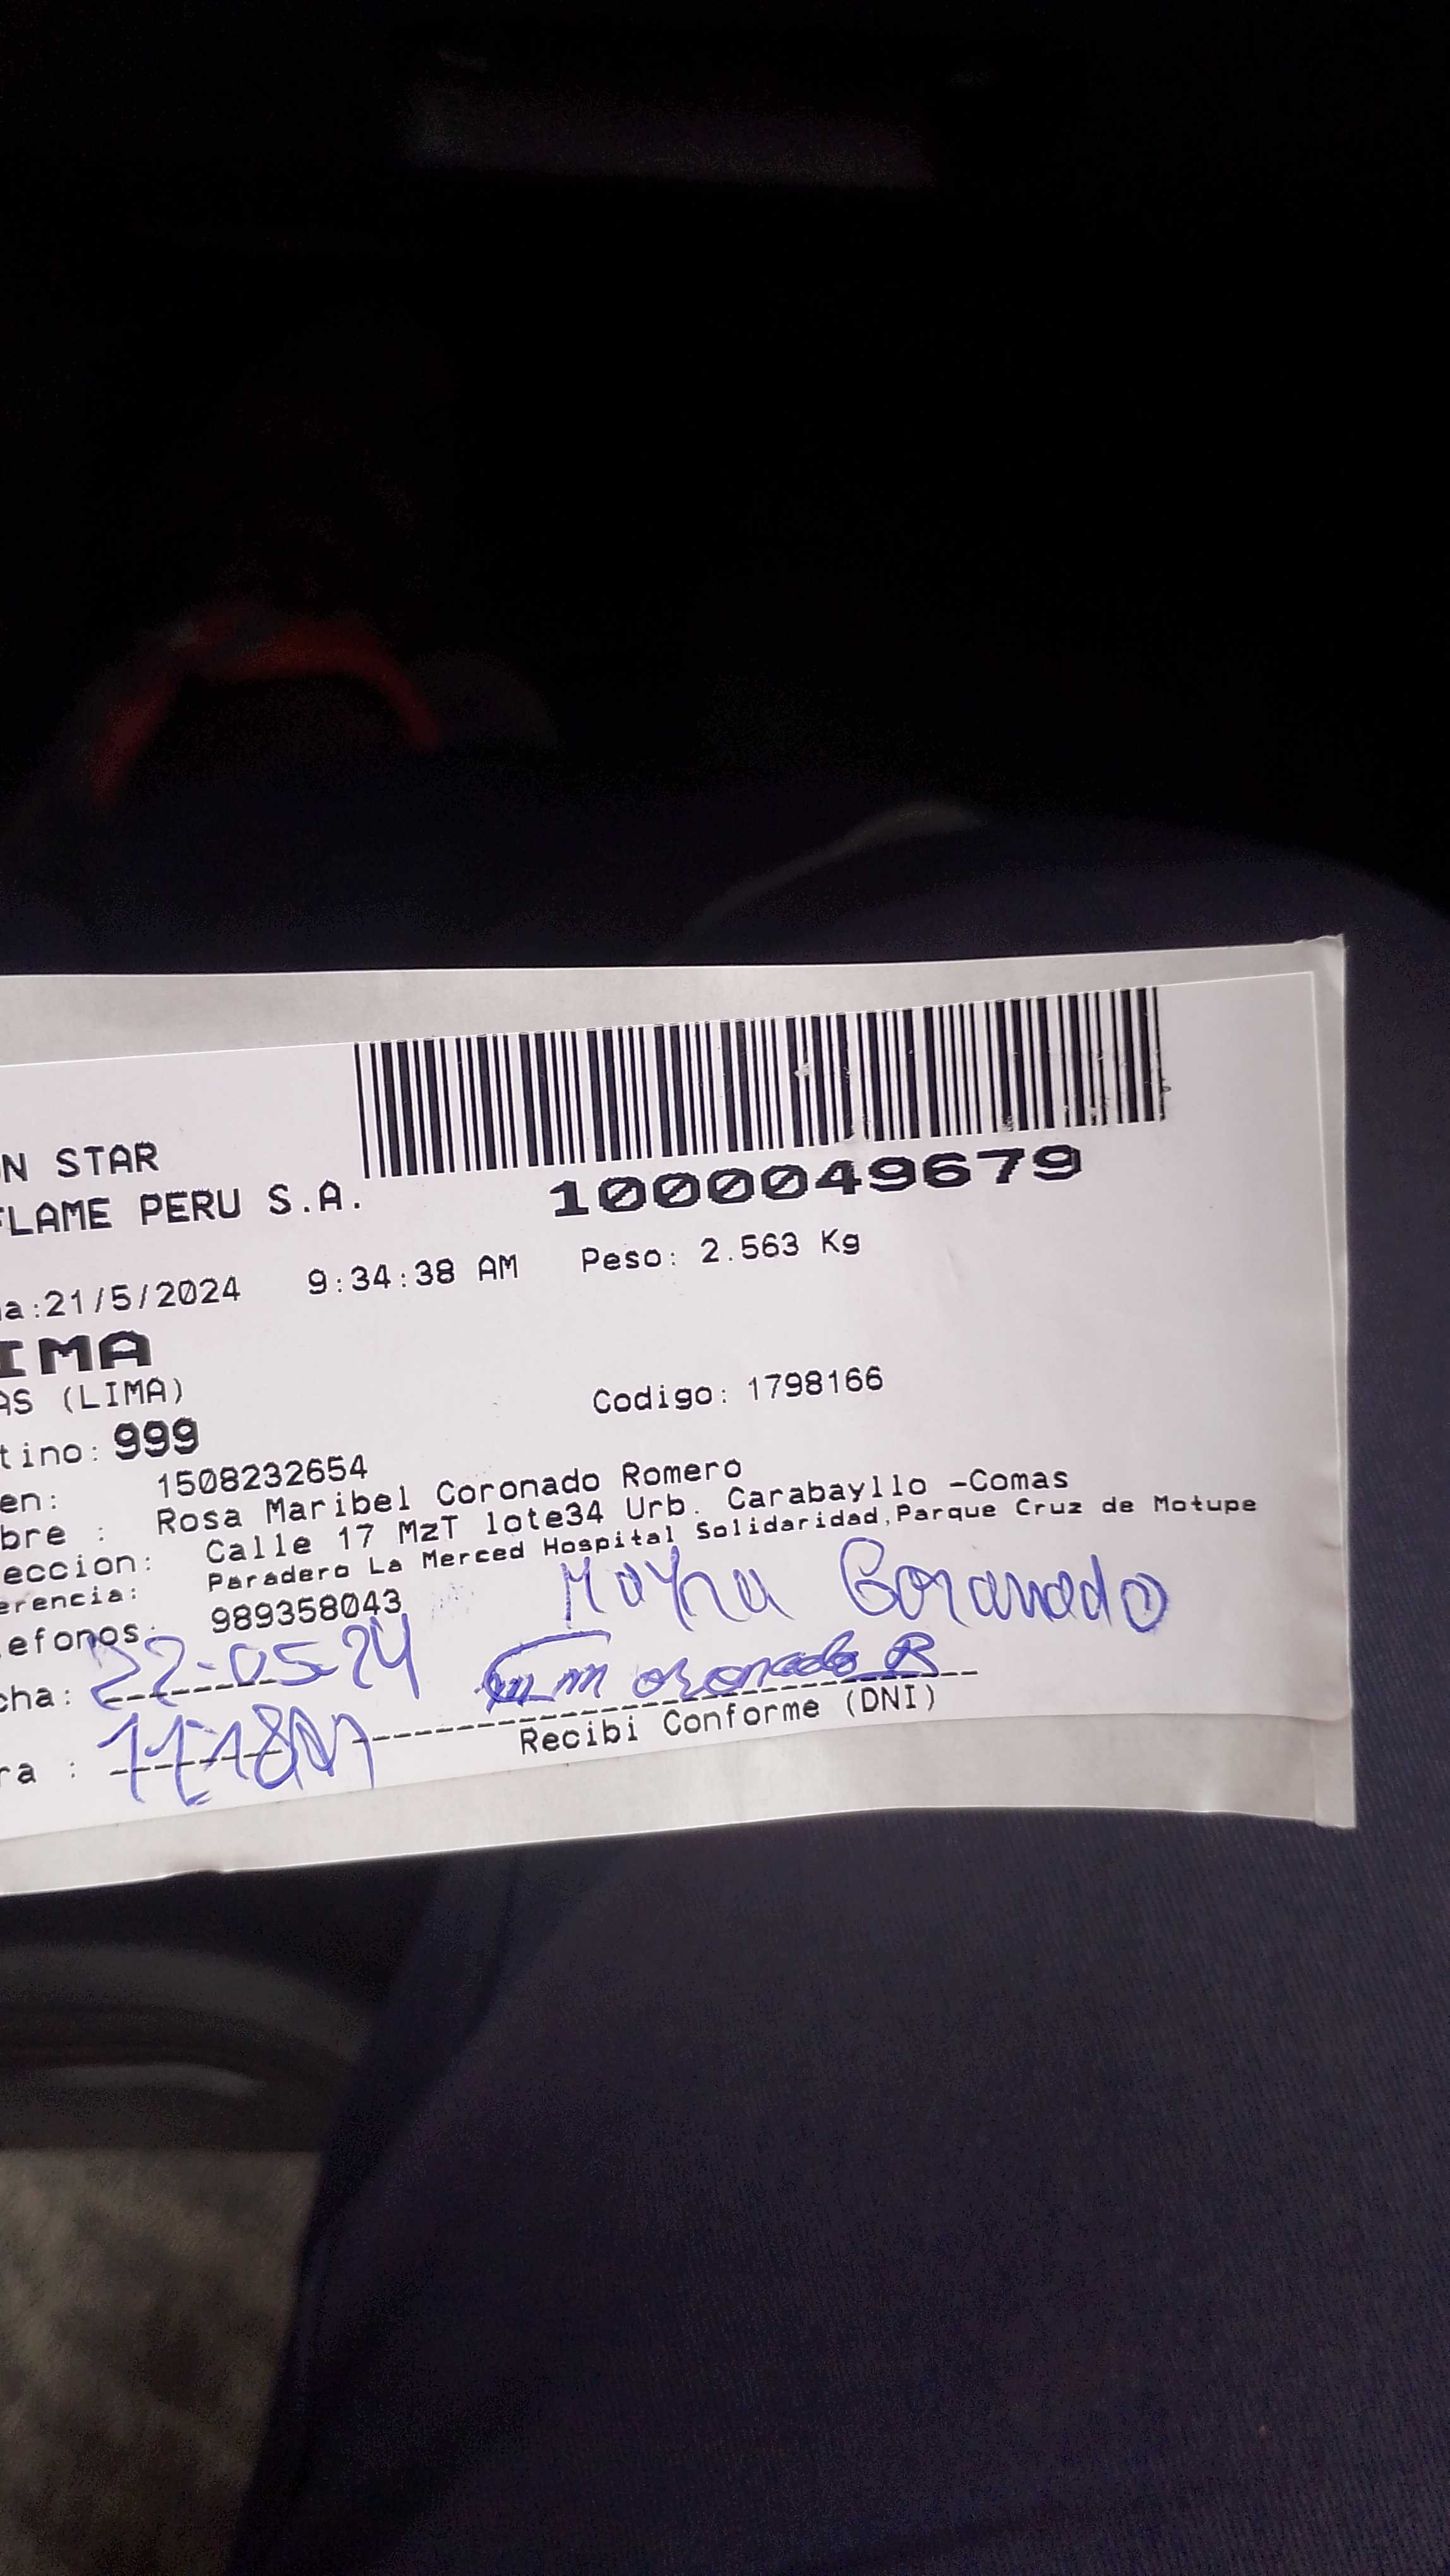 N STAR
FLAME PERU S.A.
1000049679
a:21/5/2024 9:34:38 AM Peso: 2.563 Kg
IMA
AS (LIMA)
Codigo: 1798166
tino: 999
en: 1508232654
bre : Rosa Maribel Coronado Romero
eccion: Calle 17 MzT lote34 Urb. Carabayllo -Comas
erencia: Paradero La Merced Hospital Solidaridad,Parque Cruz de Motupe
efonos: 989358043
Coronado
cha: 22-05-24
oronado R
ra :
Recibi Conforme (DNI)